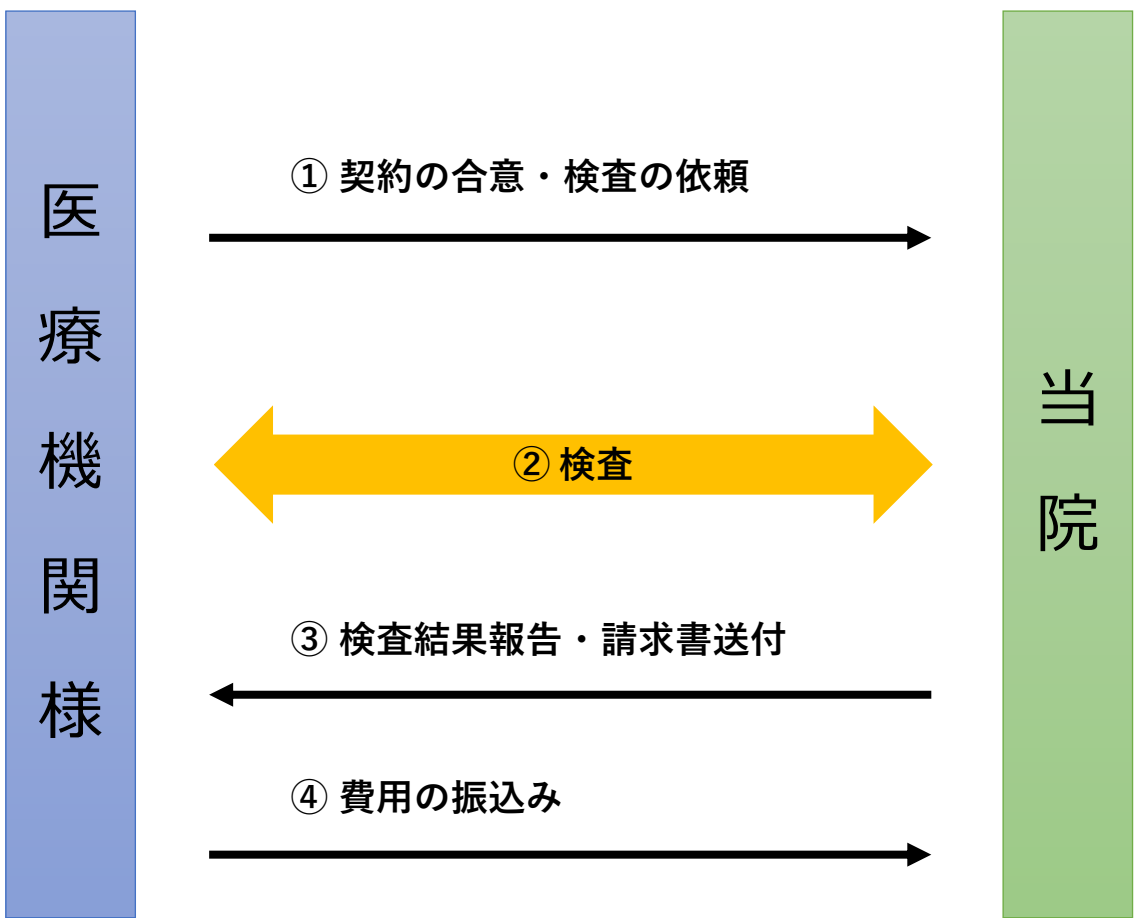 医療機関様
① 契約の合意・検査の依頼
② 検査
③ 検査結果報告・請求書送付
④ 費用の振込み
当院